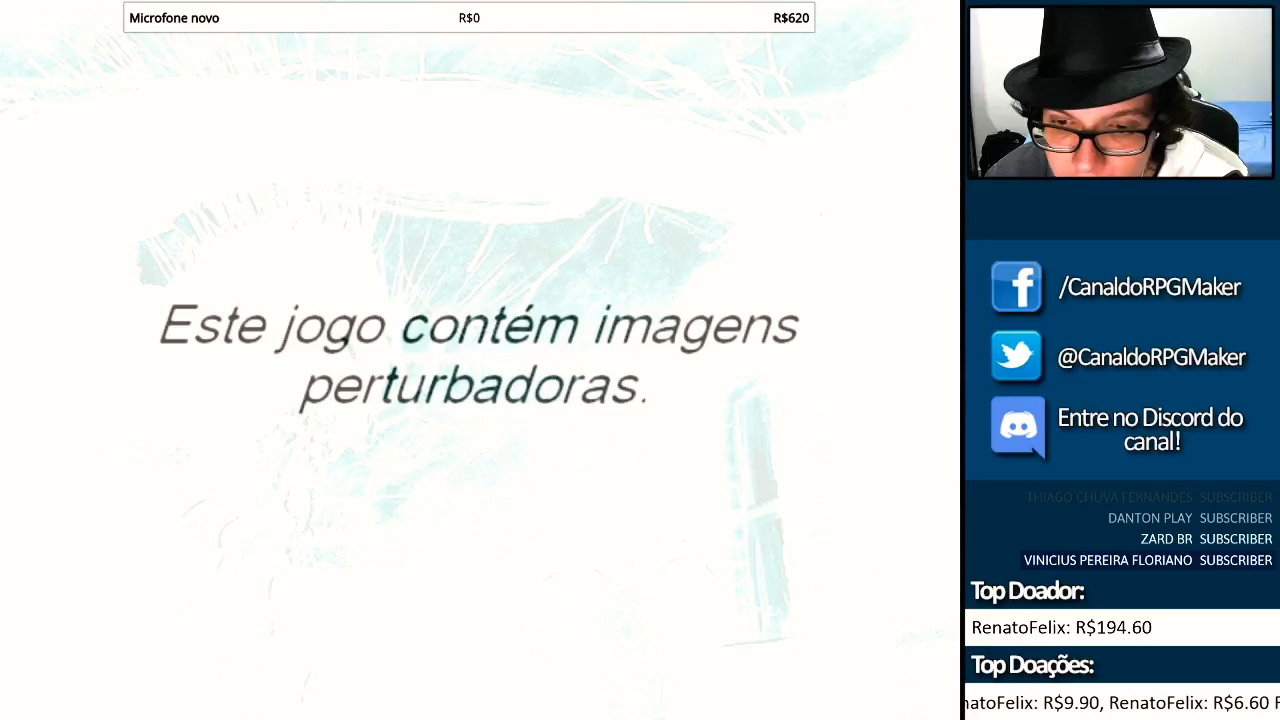 Microfone novo R$0 R$620
Este jogo contém imagens
perturbadoras.
/CanaldoRPGMaker
@CanaldoRPGMaker
Entre no Discord do
canal!
THIAGO CHUVA FERNANDES SUBSCRIBER
DANTON PLAY SUBSCRIBER
ZARD BR SUBSCRIBER
VINICIUS PEREIRA FLORIANO SUBSCRIBER
Top Doador:
RenatoFelix: R$194.60
Top Doações:
natoFelix: R$9.90, RenatoFelix: R$6.60 F